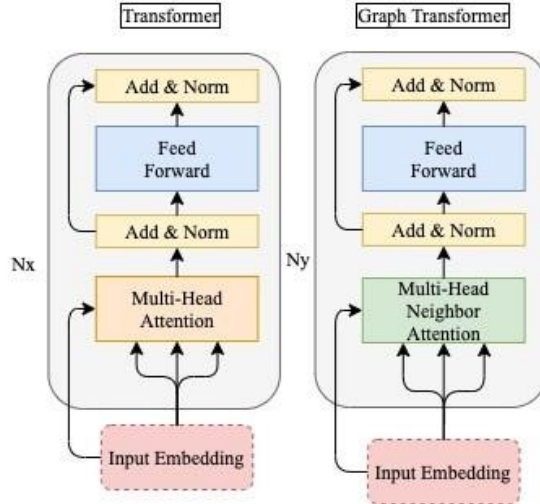 Transformer
Add & Norm
Feed
Forward
Add & Norm
Nx
Multi-Head
Attention
Input Embedding
Graph Transformer
Add & Norm
Feed
Forward
Add & Norm
Ny
Multi-Head
Neighbor
Attention
Input Embedding